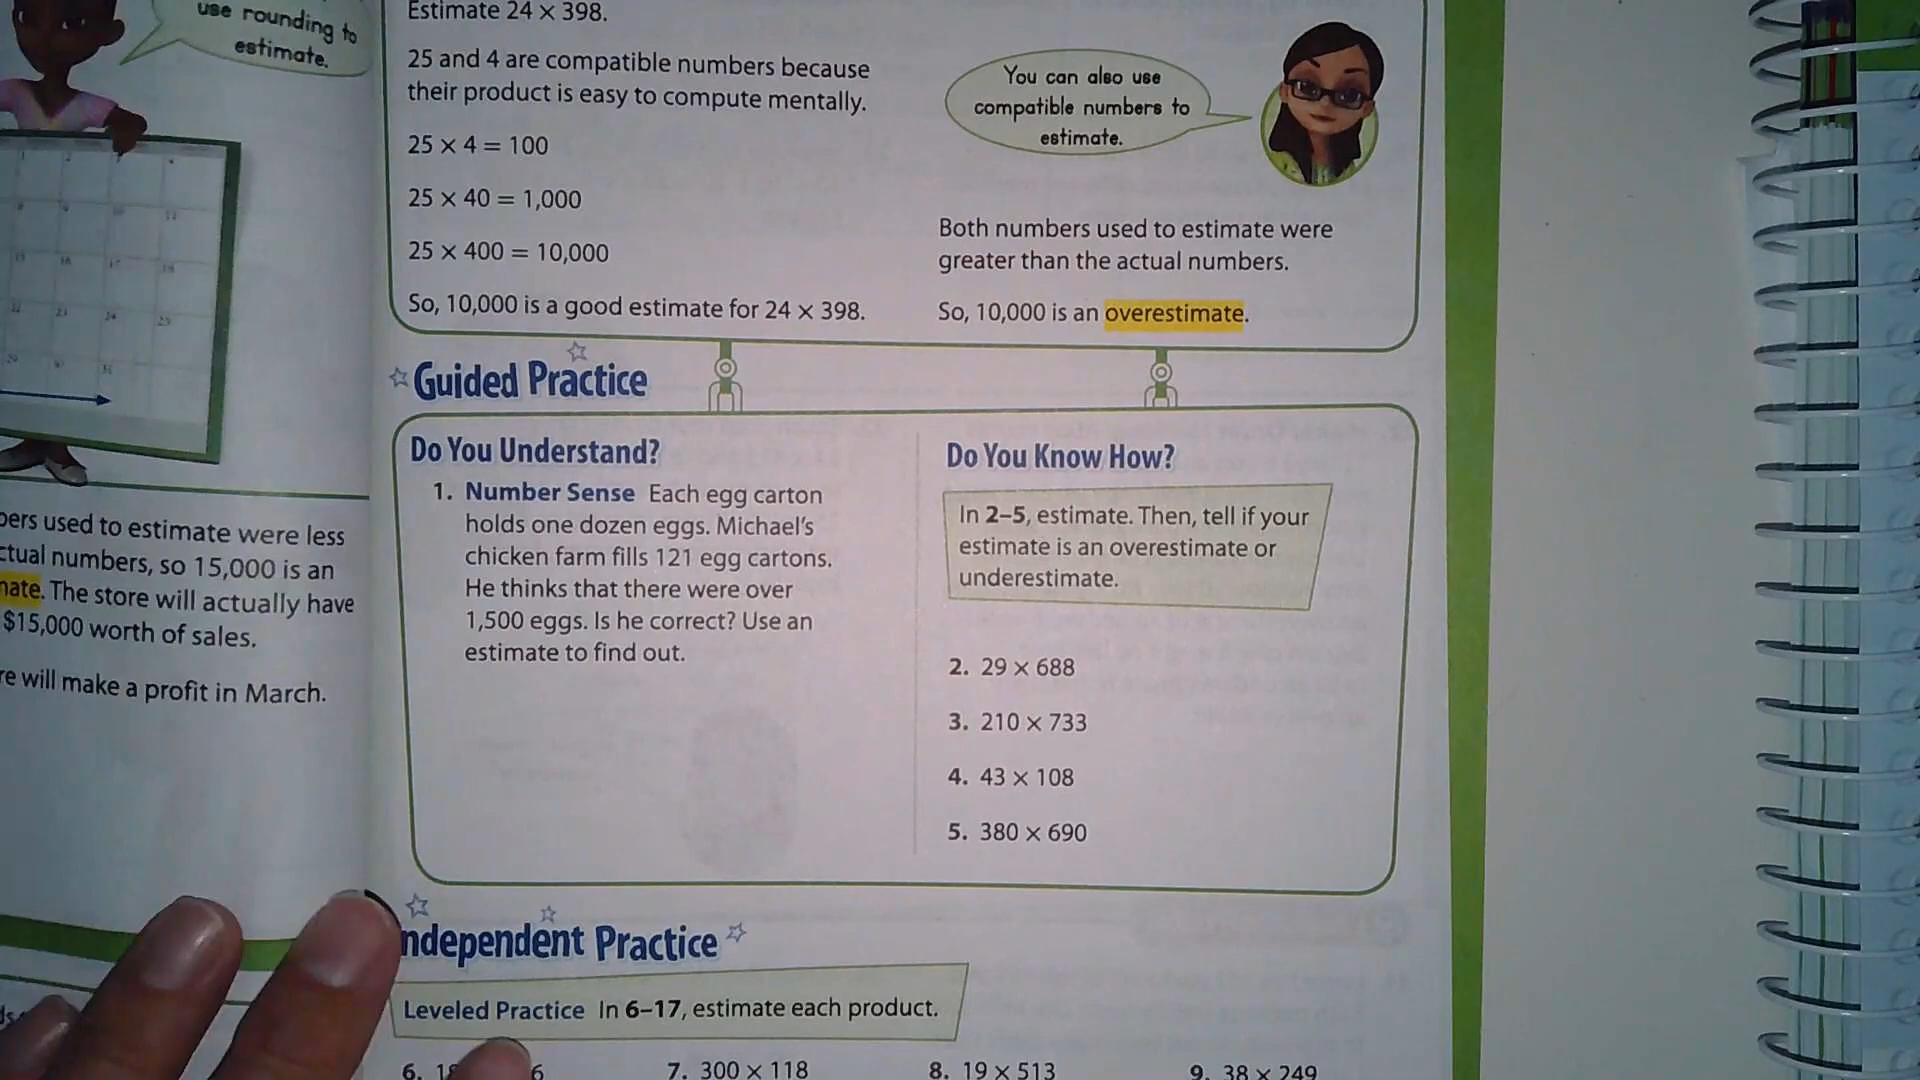 use rounding to
estimate.
bers used to estimate were less
ctual numbers, so 15,000 is an
mate. The store will actually have
$15,000 worth of sales.
re will make a profit in March.
Estimate 24 × 398.
25 and 4 are compatible numbers because
their product is easy to compute mentally.
25 × 4 = 100
25 × 40 = 1,000
25 × 400 = 10,000
So, 10,000 is a good estimate for 24 × 398.
You can also use
compatible numbers to
estimate.
Both numbers used to estimate were
greater than the actual numbers.
So, 10,000 is an overestimate.
Guided Practice
Do You Understand?
1. Number Sense Each egg carton
holds one dozen eggs. Michael's
chicken farm fills 121 egg cartons.
He thinks that there were over
1,500 eggs. Is he correct? Use an
estimate to find out.
Do You Know How?
In 2–5, estimate. Then, tell if your
estimate is an overestimate or
underestimate.
2. 29 × 688
3. 210 × 733
4. 43 × 108
5. 380 × 690
ndependent Practice
Leveled Practice In 6–17, estimate each product.
6. 18 6
7. 300 × 118
8. 19 × 513
9. 38 × 249